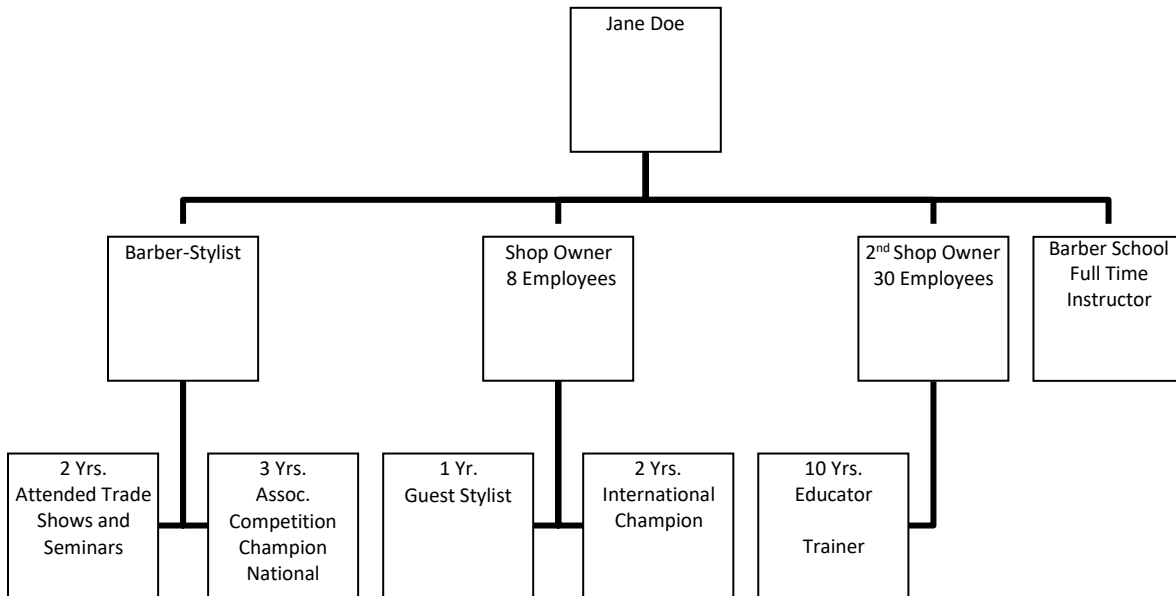 Jane Doe
Barber-Stylist
Shop Owner
8 Employees
2nd Shop Owner
30 Employees
Barber School
Full Time
Instructor
2 Yrs.
Attended Trade
Shows and
Seminars
3 Yrs.
Assoc.
Competition
Champion
National
1 Yr.
Guest Stylist
2 Yrs.
International
Champion
10 Yrs.
Educator
Trainer